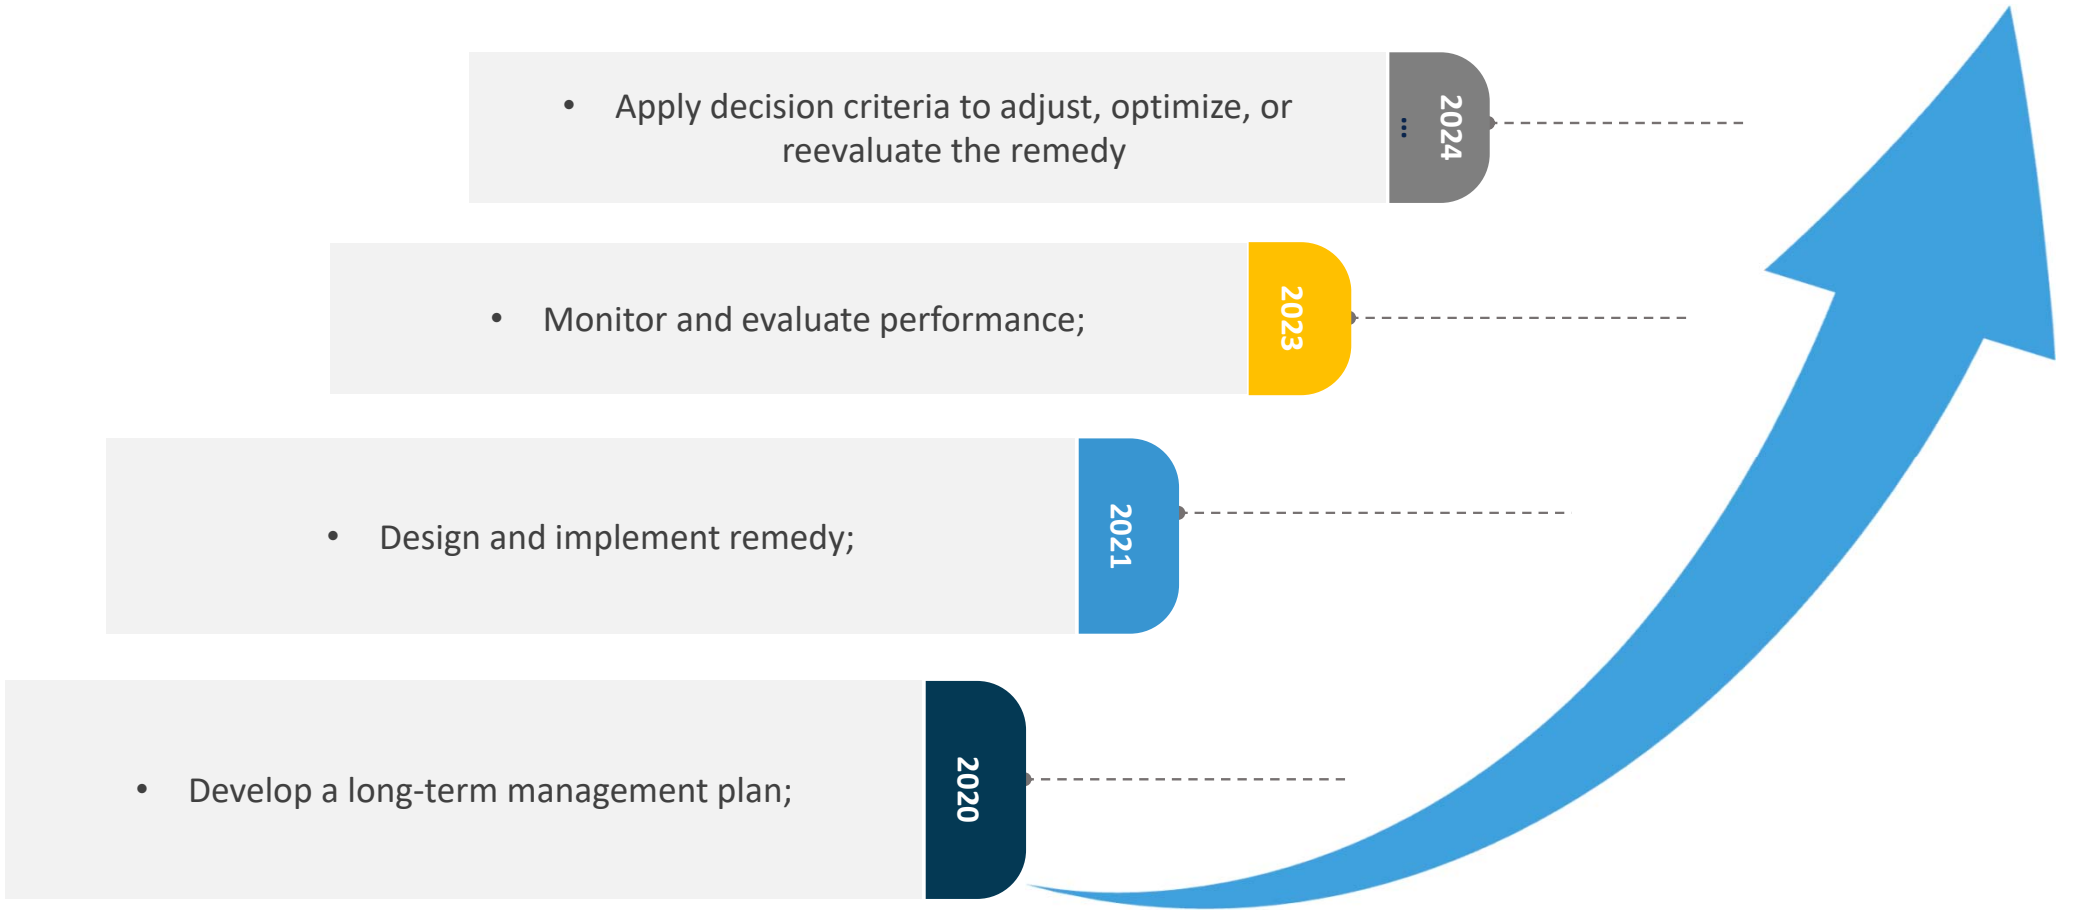 • Apply decision criteria to adjust, optimize, or
reevaluate the remedy
2024
...
• Monitor and evaluate performance;
2023
• Design and implement remedy;
2021
• Develop a long-term management plan;
2020